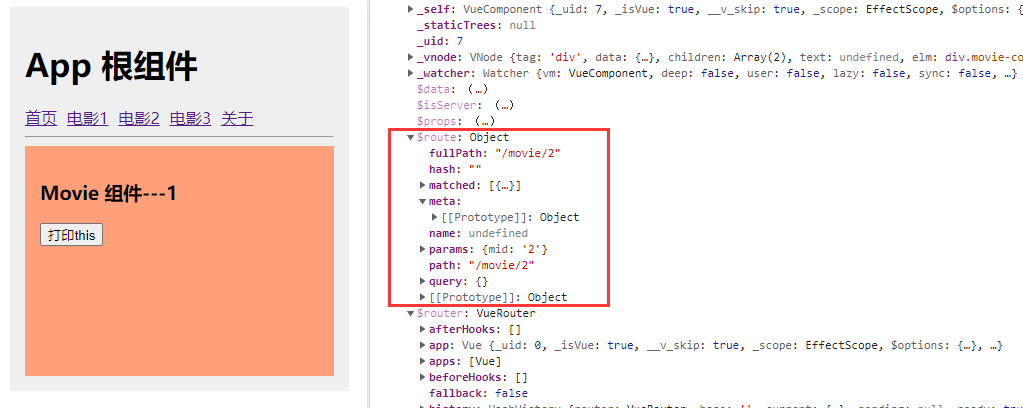 App 根组件
首页 电影1 电影2 电影3 关于
Movie 组件---1
打印this
_self: VueComponent {_uid: 7, _isVue: true, __v_skip: true, _scope: EffectScope, $options: {
_staticTrees: null
_uid: 7
_vnode: VNode {tag: 'div', data: {…}, children: Array(2), text: undefined, elm: div.movie-co
_watcher: Watcher {vm: VueComponent, deep: false, user: false, lazy: false, sync: false, …}
$data: (…)
$isServer: (…)
$props: (…)
$route: Object
fullPath: "/movie/2"
hash: ""
matched: [{…}]
meta:
[[Prototype]]: Object
name: undefined
params: {mid: '2'}
path: "/movie/2"
query: {}
[[Prototype]]: Object
$router: VueRouter
afterHooks: []
app: Vue {_uid: 0, _isVue: true, __v_skip: true, _scope: EffectScope, $options: {…}, …}
apps: [Vue]
beforeHooks: []
fallback: false